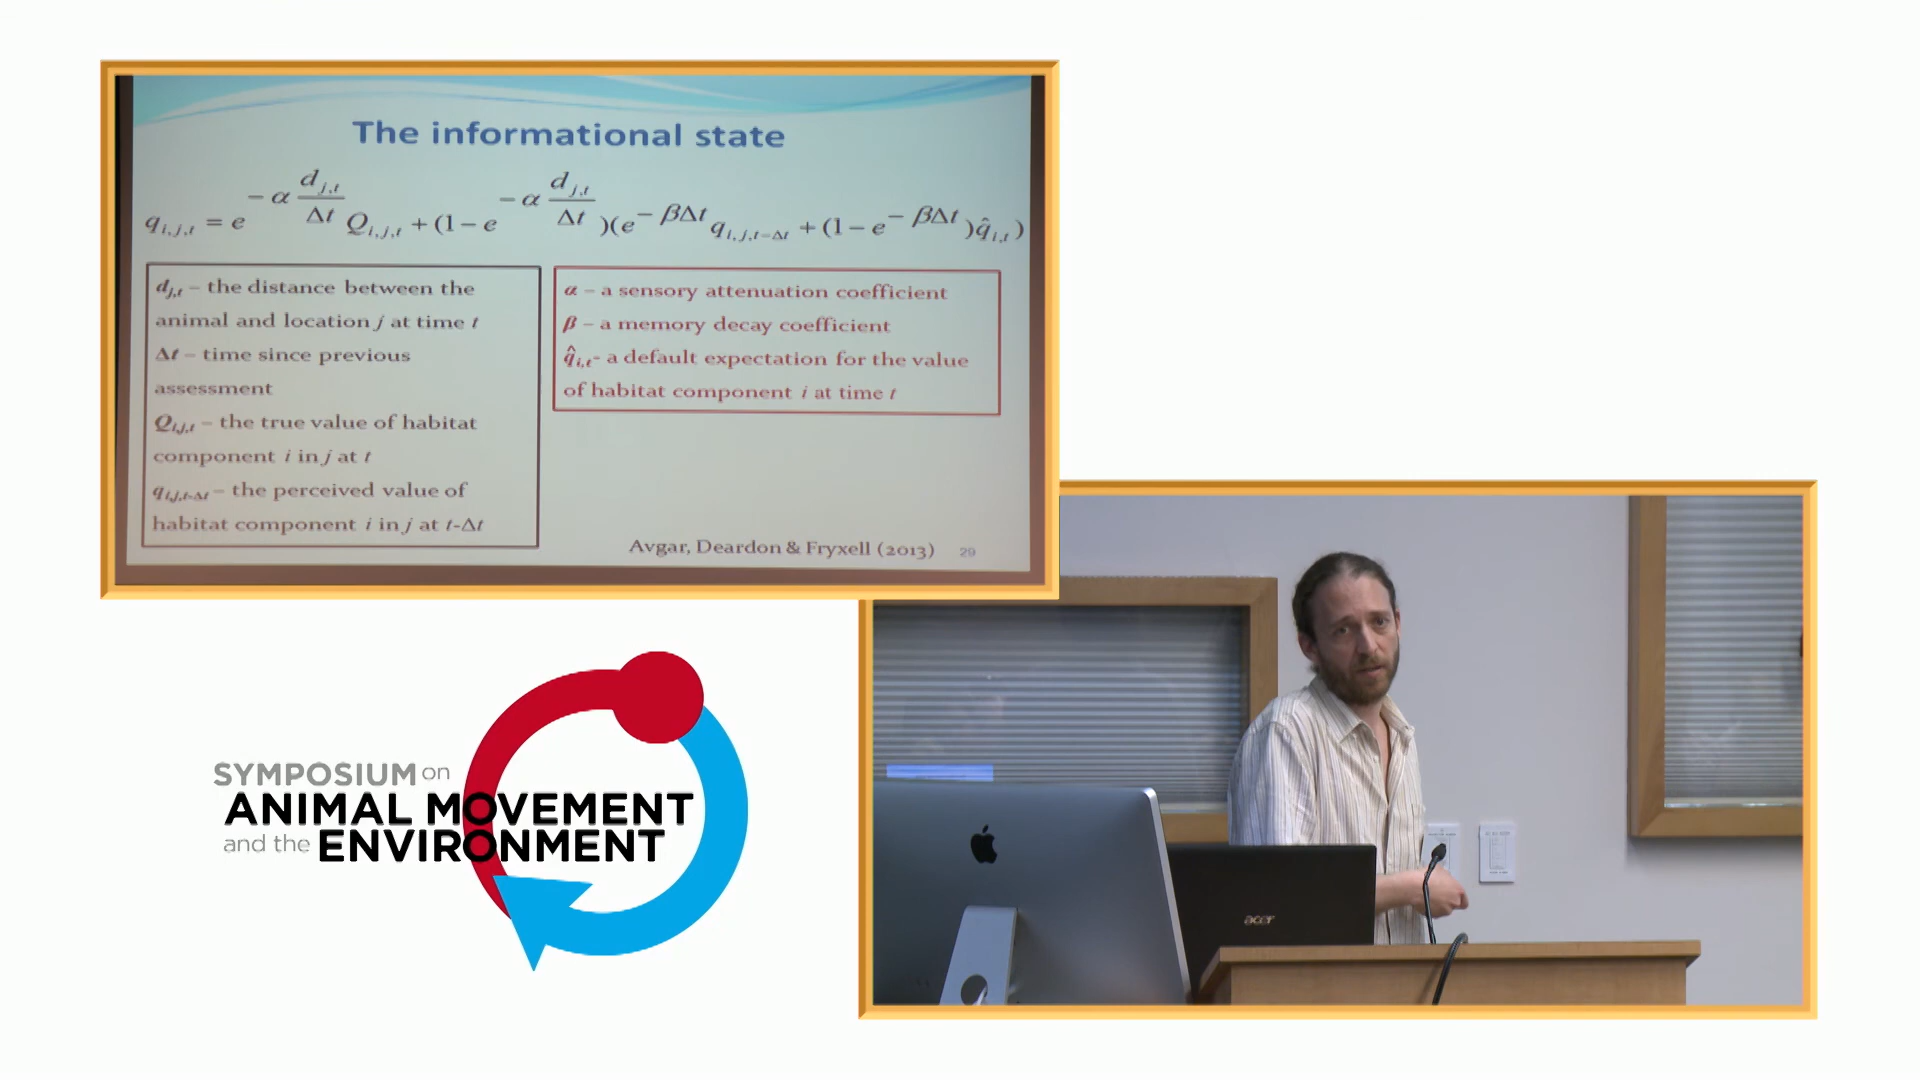 The informational state
q_{i,j,t} = e^{-α d_{j,t}/Δt} Q_{i,j,t} + (1 – e^{-α d_{j,t}/Δt})(e^{-βΔt} q_{i,j,t-Δt} + (1 – e^{-βΔt}) q̂_{i,t})
d_{j,t} – the distance between the
animal and location j at time t
Δt – time since previous
assessment
Q_{i,j,t} – the true value of habitat
component i in j at t
q_{i,j,t-Δt} – the perceived value of
habitat component i in j at t-Δt
α – a sensory attenuation coefficient
β – a memory decay coefficient
q̂_{i,t}- a default expectation for the value
of habitat component i at time t
Avgar, Deardon & Fryxell (2013) 29
SYMPOSIUM on
ANIMAL MOVEMENT
and the ENVIRONMENT
acer